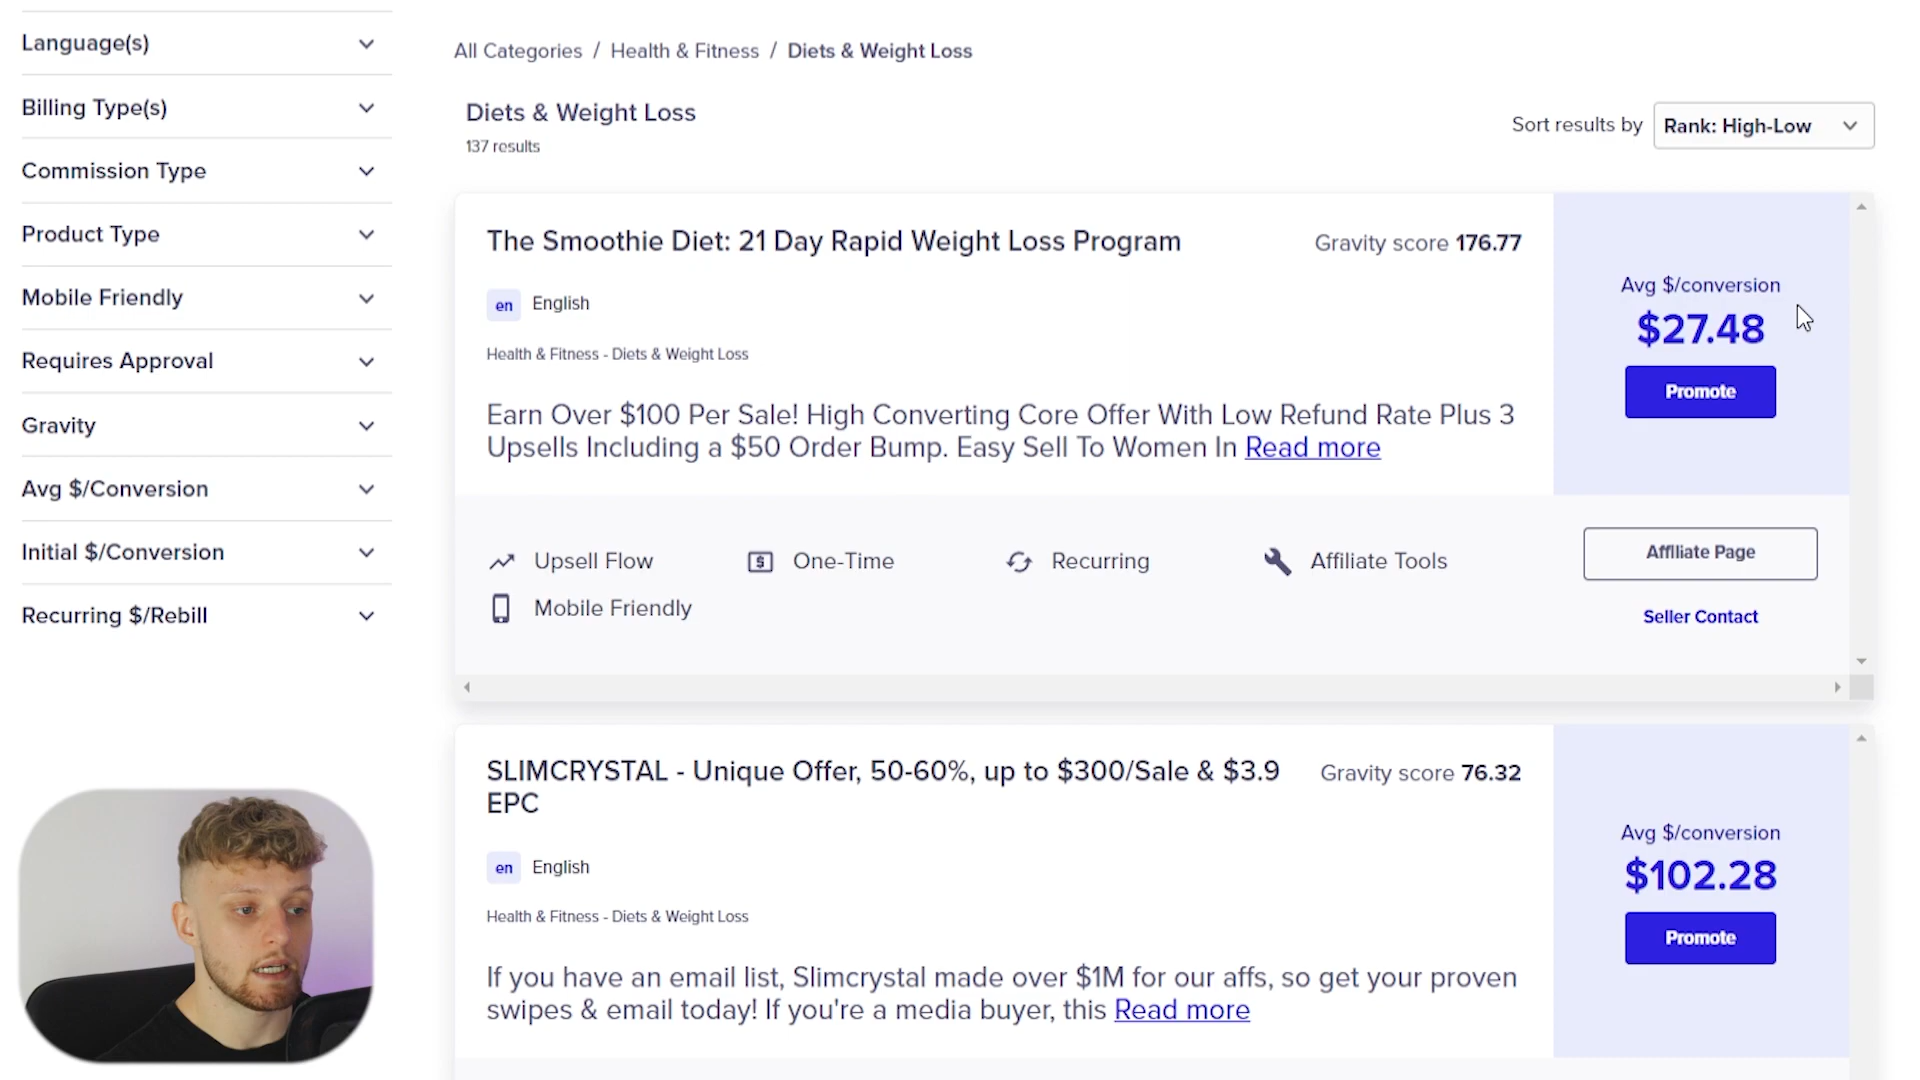 Language(s)
Billing Type(s)
Commission Type
Product Type
Mobile Friendly
Requires Approval
Gravity
Avg $/Conversion
Initial $/Conversion
Recurring $/Rebill
All Categories / Health & Fitness / Diets & Weight Loss
Diets & Weight Loss
137 results
Sort results by Rank: High-Low
The Smoothie Diet: 21 Day Rapid Weight Loss Program
Gravity score 176.77
en English
Health & Fitness - Diets & Weight Loss
Earn Over $100 Per Sale! High Converting Core Offer With Low Refund Rate Plus 3
Upsells Including a $50 Order Bump. Easy Sell To Women In Read more
Avg $/conversion
$27.48
Promote
Upsell Flow
One-Time
Recurring
Affiliate Tools
Mobile Friendly
Affiliate Page
Seller Contact
SLIMCRYSTAL - Unique Offer, 50-60%, up to $300/Sale & $3.9
EPC
Gravity score 76.32
en English
Health & Fitness - Diets & Weight Loss
If you have an email list, Slimcrystal made over $1M for our affs, so get your proven
swipes & email today! If you're a media buyer, this Read more
Avg $/conversion
$102.28
Promote